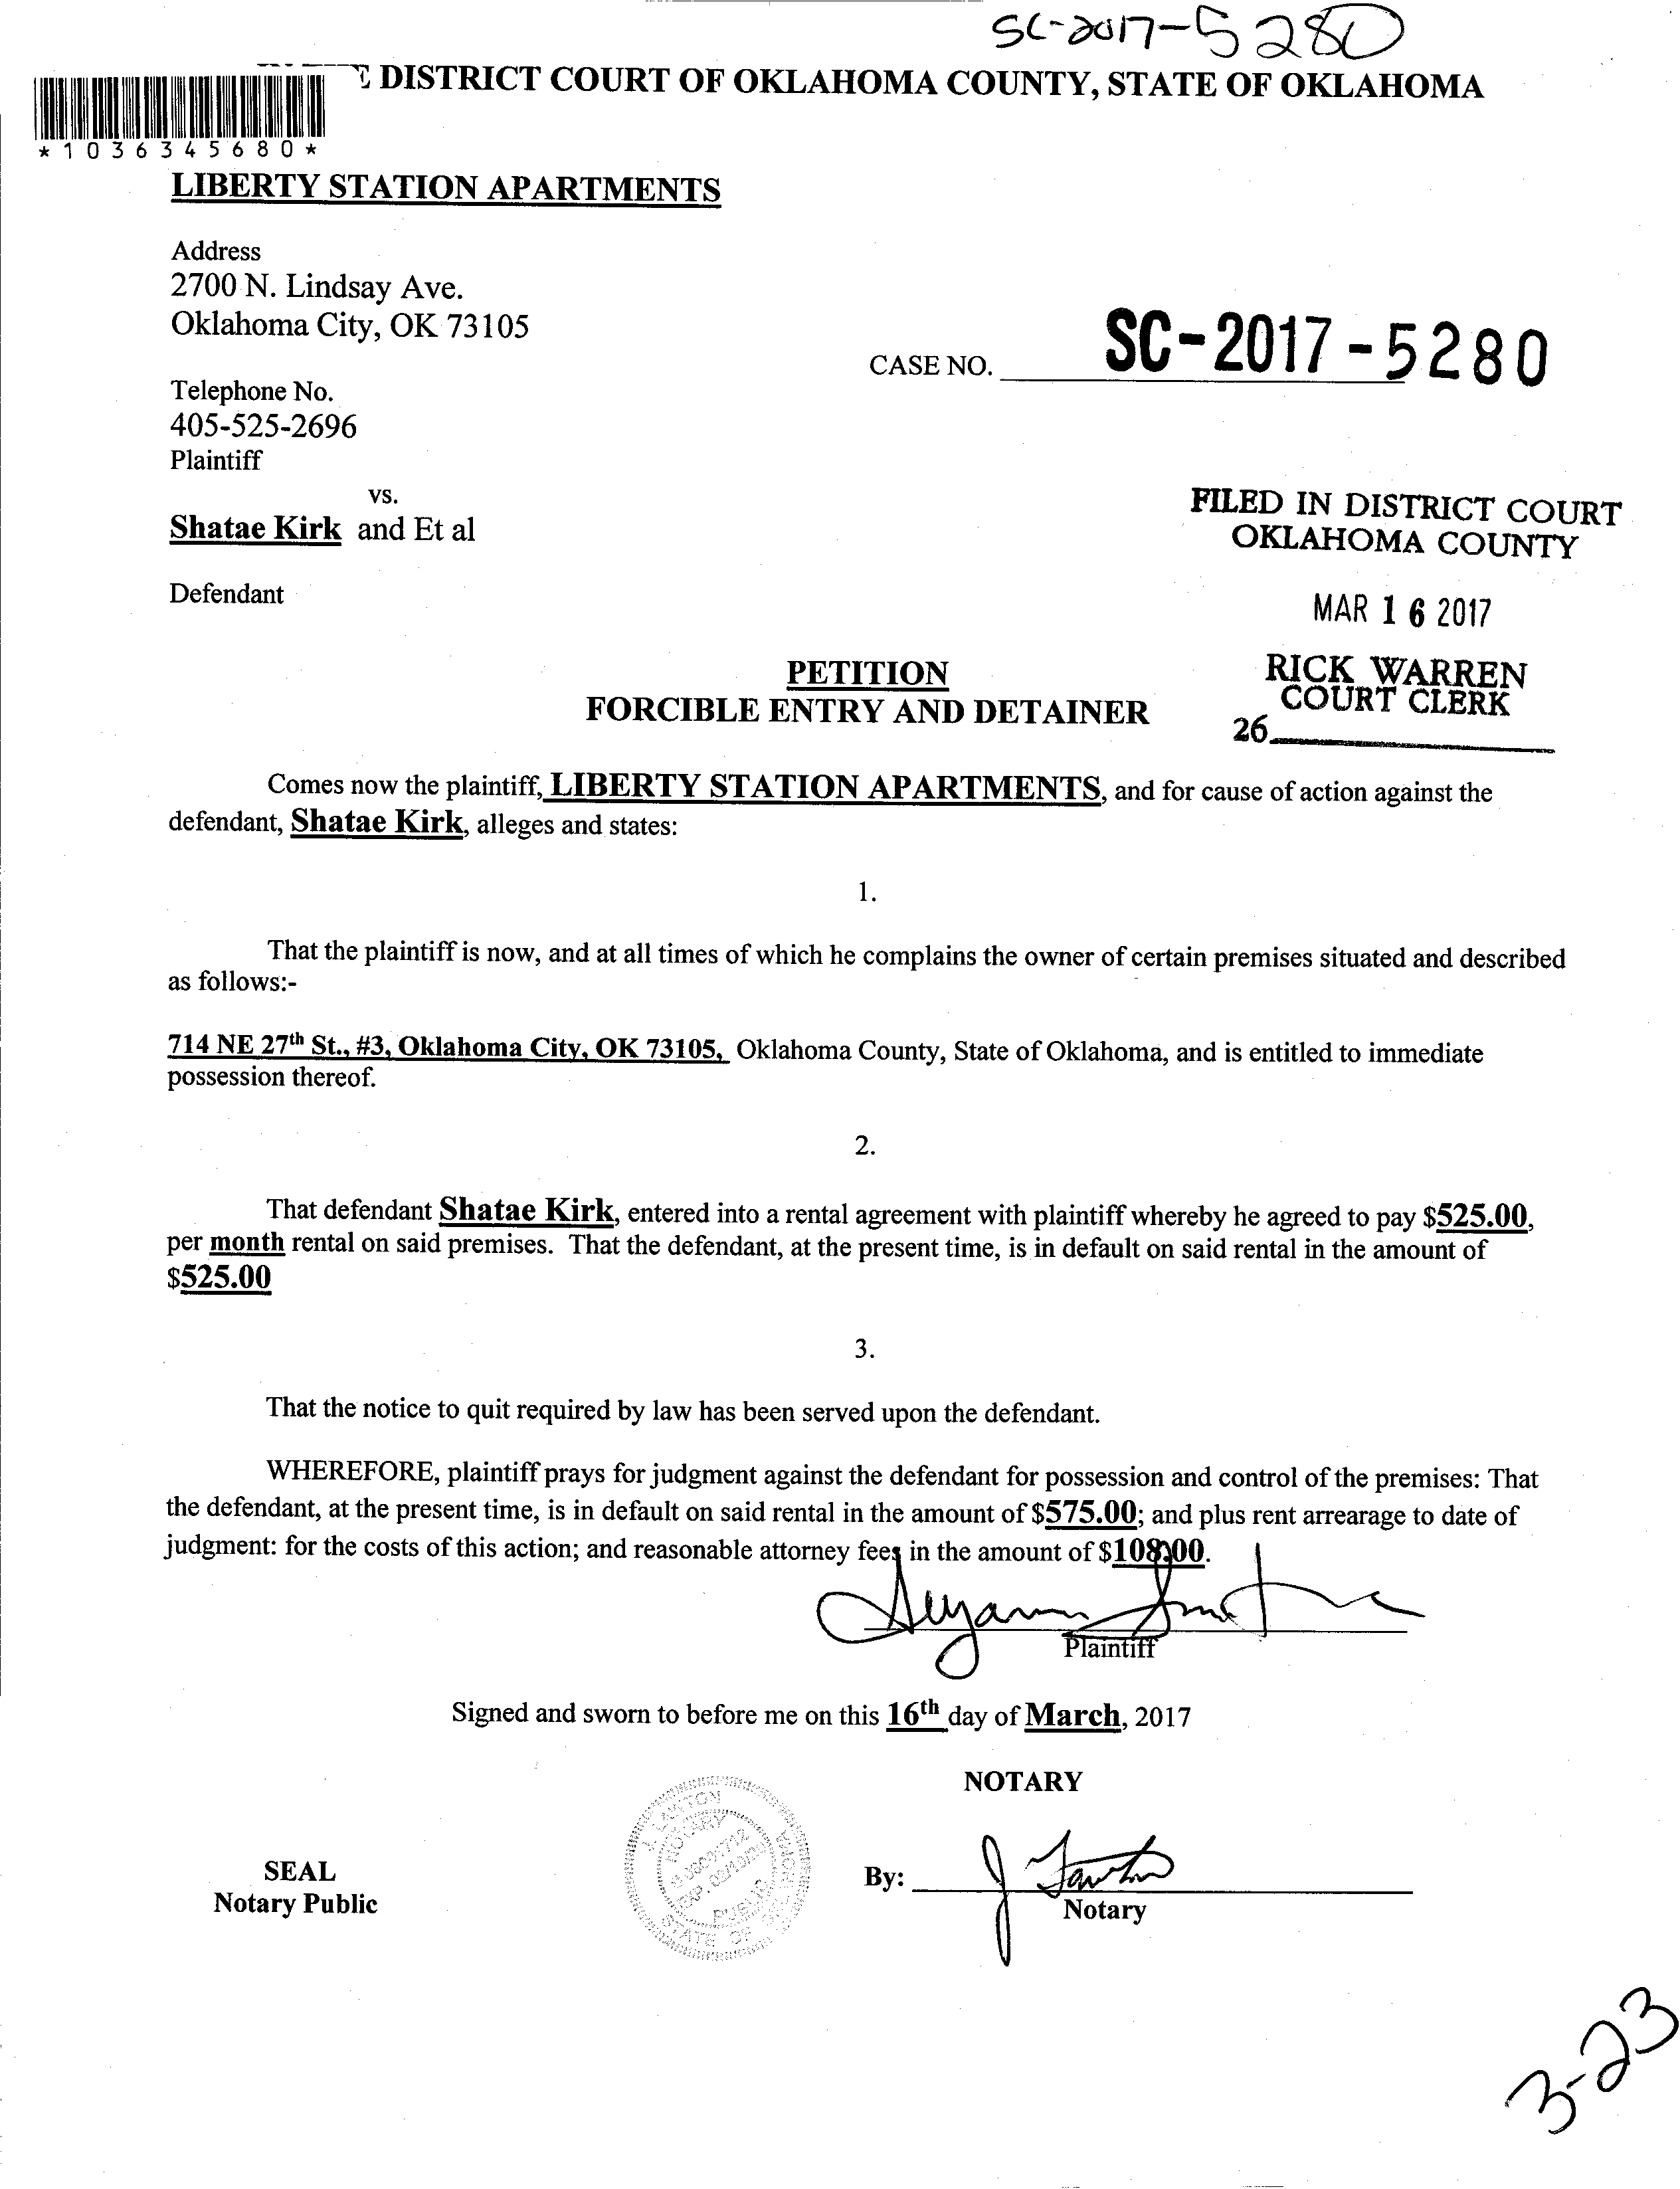 SC-2017-5280
DISTRICT COURT OF OKLAHOMA COUNTY, STATE OF OKLAHOMA
*1036345680*
LIBERTY STATION APARTMENTS
Address
2700 N. Lindsay Ave.
Oklahoma City, OK 73105
CASE NO. SC-2017-5280
Telephone No.
405-525-2696
Plaintiff
vs.
Shatae Kirk and Et al
Defendant
FILED IN DISTRICT COURT
OKLAHOMA COUNTY
MAR 16 2017
RICK WARREN
COURT CLERK
26
PETITION
FORCIBLE ENTRY AND DETAINER
Comes now the plaintiff, LIBERTY STATION APARTMENTS, and for cause of action against the
defendant, Shatae Kirk, alleges and states:
1.
That the plaintiff is now, and at all times of which he complains the owner of certain premises situated and described
as follows:-
714 NE 27th St., #3, Oklahoma City, OK 73105, Oklahoma County, State of Oklahoma, and is entitled to immediate
possession thereof.
2.
That defendant Shatae Kirk, entered into a rental agreement with plaintiff whereby he agreed to pay $525.00,
per month rental on said premises. That the defendant, at the present time, is in default on said rental in the amount of
$525.00
3.
That the notice to quit required by law has been served upon the defendant.
WHEREFORE, plaintiff prays for judgment against the defendant for possession and control of the premises: That
the defendant, at the present time, is in default on said rental in the amount of $575.00; and plus rent arrearage to date of
judgment: for the costs of this action; and reasonable attorney fees in the amount of $108.00.
Plaintiff
Signed and sworn to before me on this 16th day of March, 2017
NOTARY
J. LAWTON
NOTARY
PUBLIC
STATE OF
SEAL
Notary Public
By: J Lawton
Notary
3-23